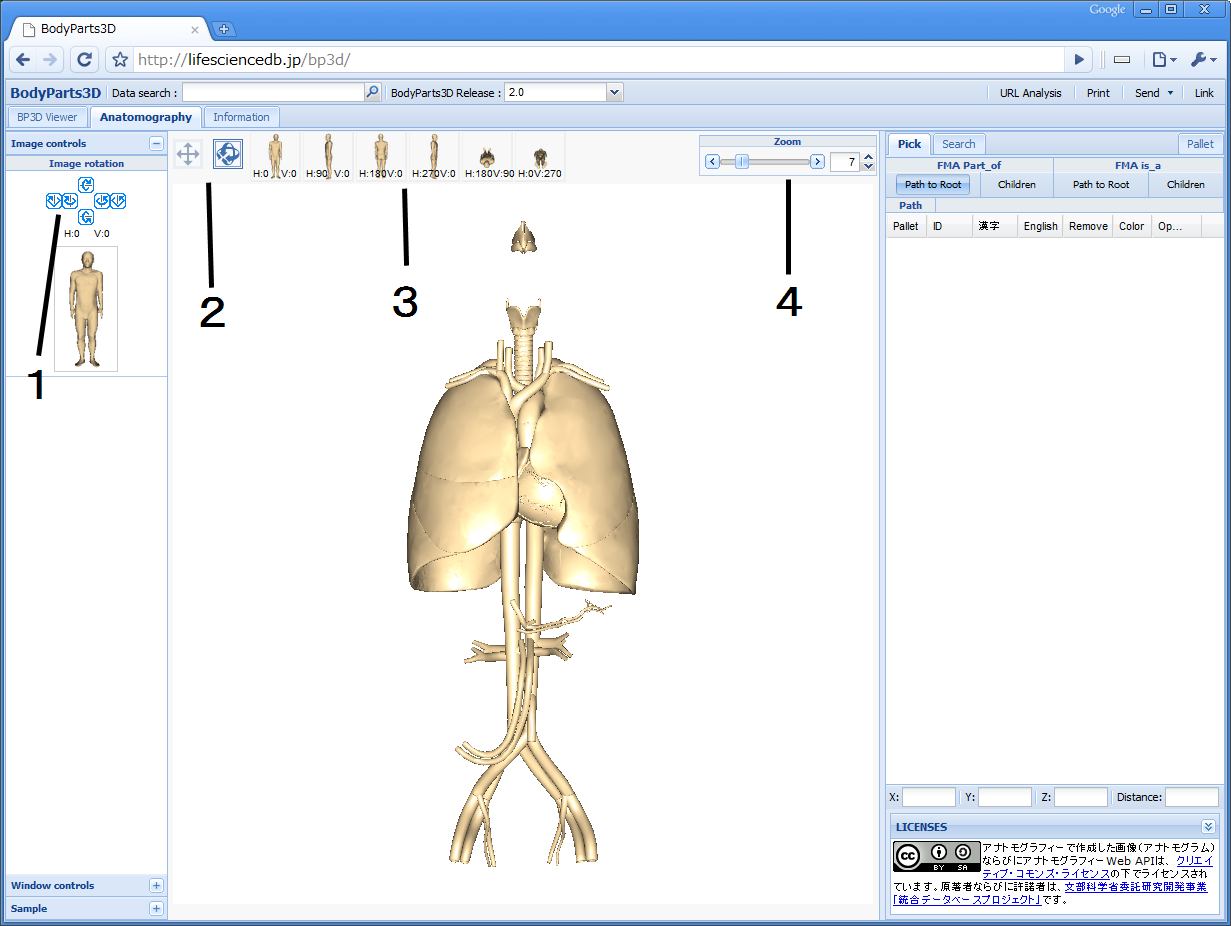 Google
BodyParts3D
http://lifesciencedb.jp/bp3d/
BodyParts3D Data search : BodyParts3D Release : 2.0 URL Analysis Print Send Link
BP3D Viewer Anatomography Information
Image controls
Image rotation
H:0 V:0
1
H:0 V:0 H:90 V:0 H:180V:0 H:270V:0 H:180V:90 H:0V:270
Zoom
7
2
3
4
Pick Search Pallet
FMA Part_of FMA is_a
Path to Root Children Path to Root Children
Path
Pallet ID 漢字 English Remove Color Op...
X: Y: Z: Distance:
LICENSES
cc BY SA
アナトモグラフィーで作成した画像(アナトモグラム)
ならびにアナトモグラフィーWeb APIは、クリエイ
ティブ・コモンズ・ライセンスの下でライセンスされ
ています。原著者ならびに許諾者は、文部科学省委託研究開発事業
「統合データベースプロジェクト」です。
Window controls
Sample